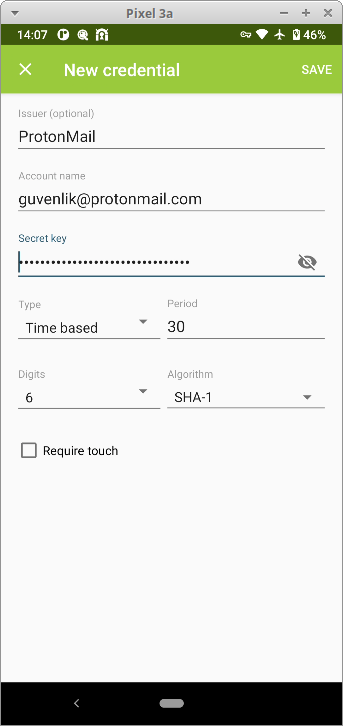 Pixel 3a
14:07
46%
New credential
SAVE
Issuer (optional)
ProtonMail
Account name
guvenlik@protonmail.com
Secret key
••••••••••••••••••••••••••••••••
Type
Period
Time based
30
Digits
Algorithm
6
SHA-1
Require touch